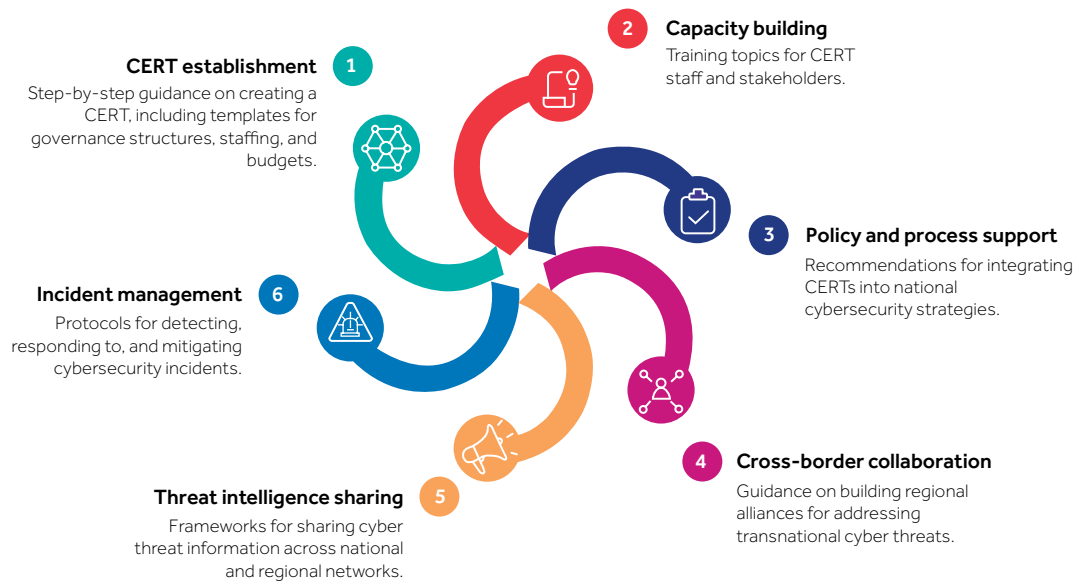 1
CERT establishment
Step-by-step guidance on creating a
CERT, including templates for
governance structures, staffing, and
budgets.
2
Capacity building
Training topics for CERT
staff and stakeholders.
3
Policy and process support
Recommendations for integrating
CERTs into national
cybersecurity strategies.
4
Cross-border collaboration
Guidance on building regional
alliances for addressing
transnational cyber threats.
5
Threat intelligence sharing
Frameworks for sharing cyber
threat information across national
and regional networks.
6
Incident management
Protocols for detecting,
responding to, and mitigating
cybersecurity incidents.